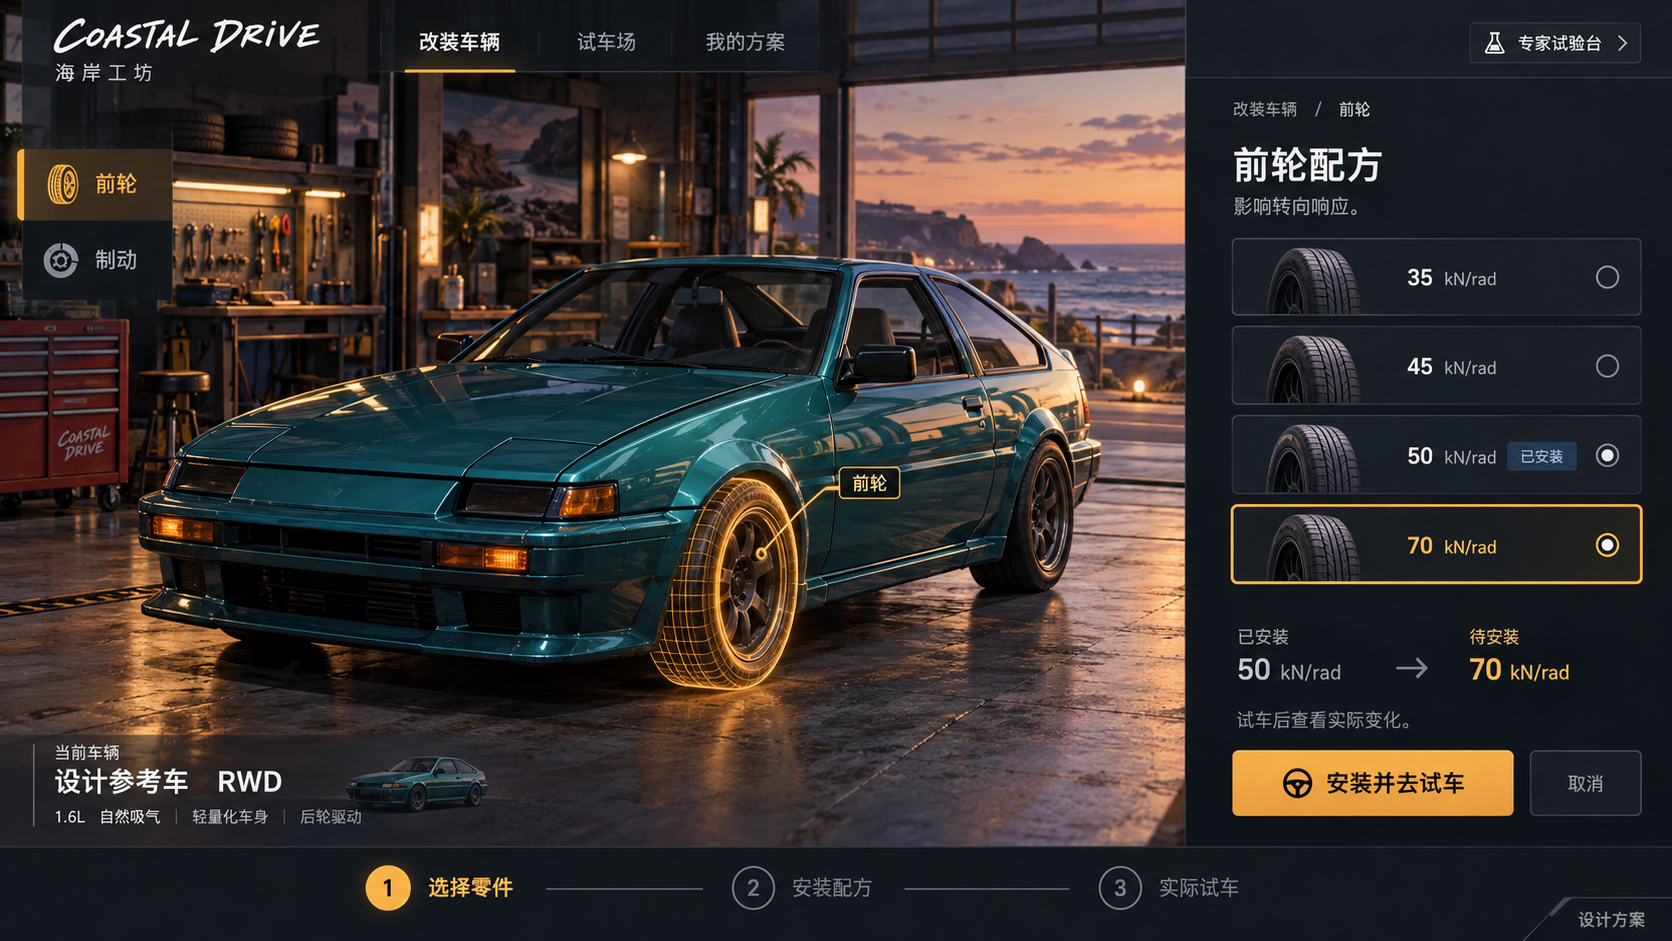 COASTAL DRIVE
海岸工坊
改装车辆
试车场
我的方案
专家试验台
前轮
制动
COASTAL
DRIVE
前轮
改装车辆 / 前轮
前轮配方
影响转向响应。
35 kN/rad
45 kN/rad
50 kN/rad 已安装
70 kN/rad
已安装
50 kN/rad
待安装
70 kN/rad
试车后查看实际变化。
安装并去试车
取消
当前车辆
设计参考车 RWD
1.6L 自然吸气 轻量化车身 后轮驱动
1 选择零件
2 安装配方
3 实际试车
设计方案